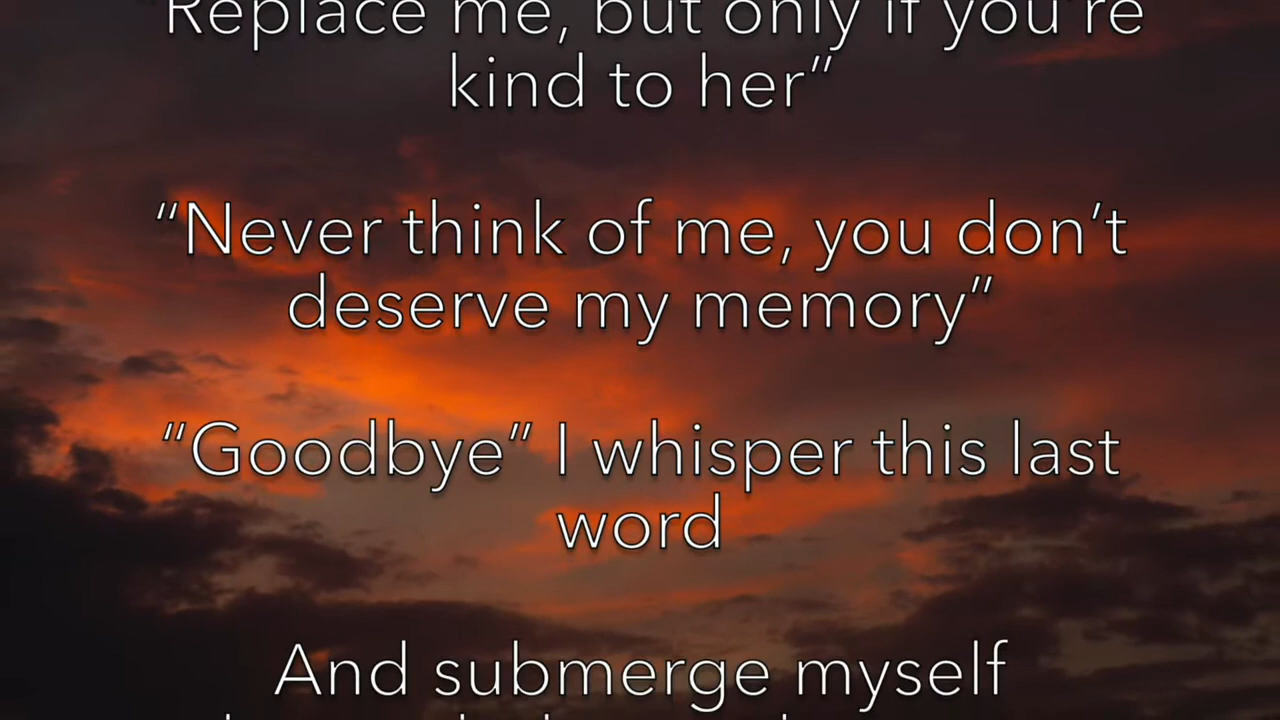 Replace me, but only if you're
kind to her”
“Never think of me, you don’t
deserve my memory”
“Goodbye” I whisper this last
word
And submerge myself